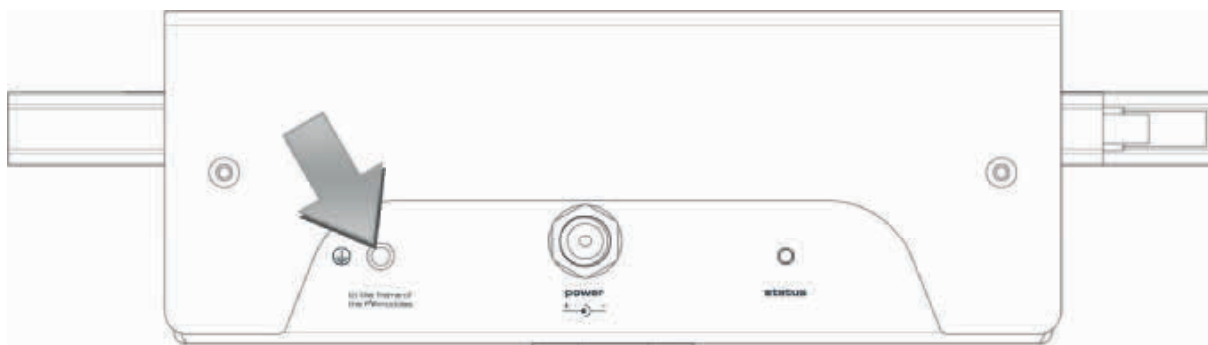 to the frame of
the PV modules
power
+ -
status